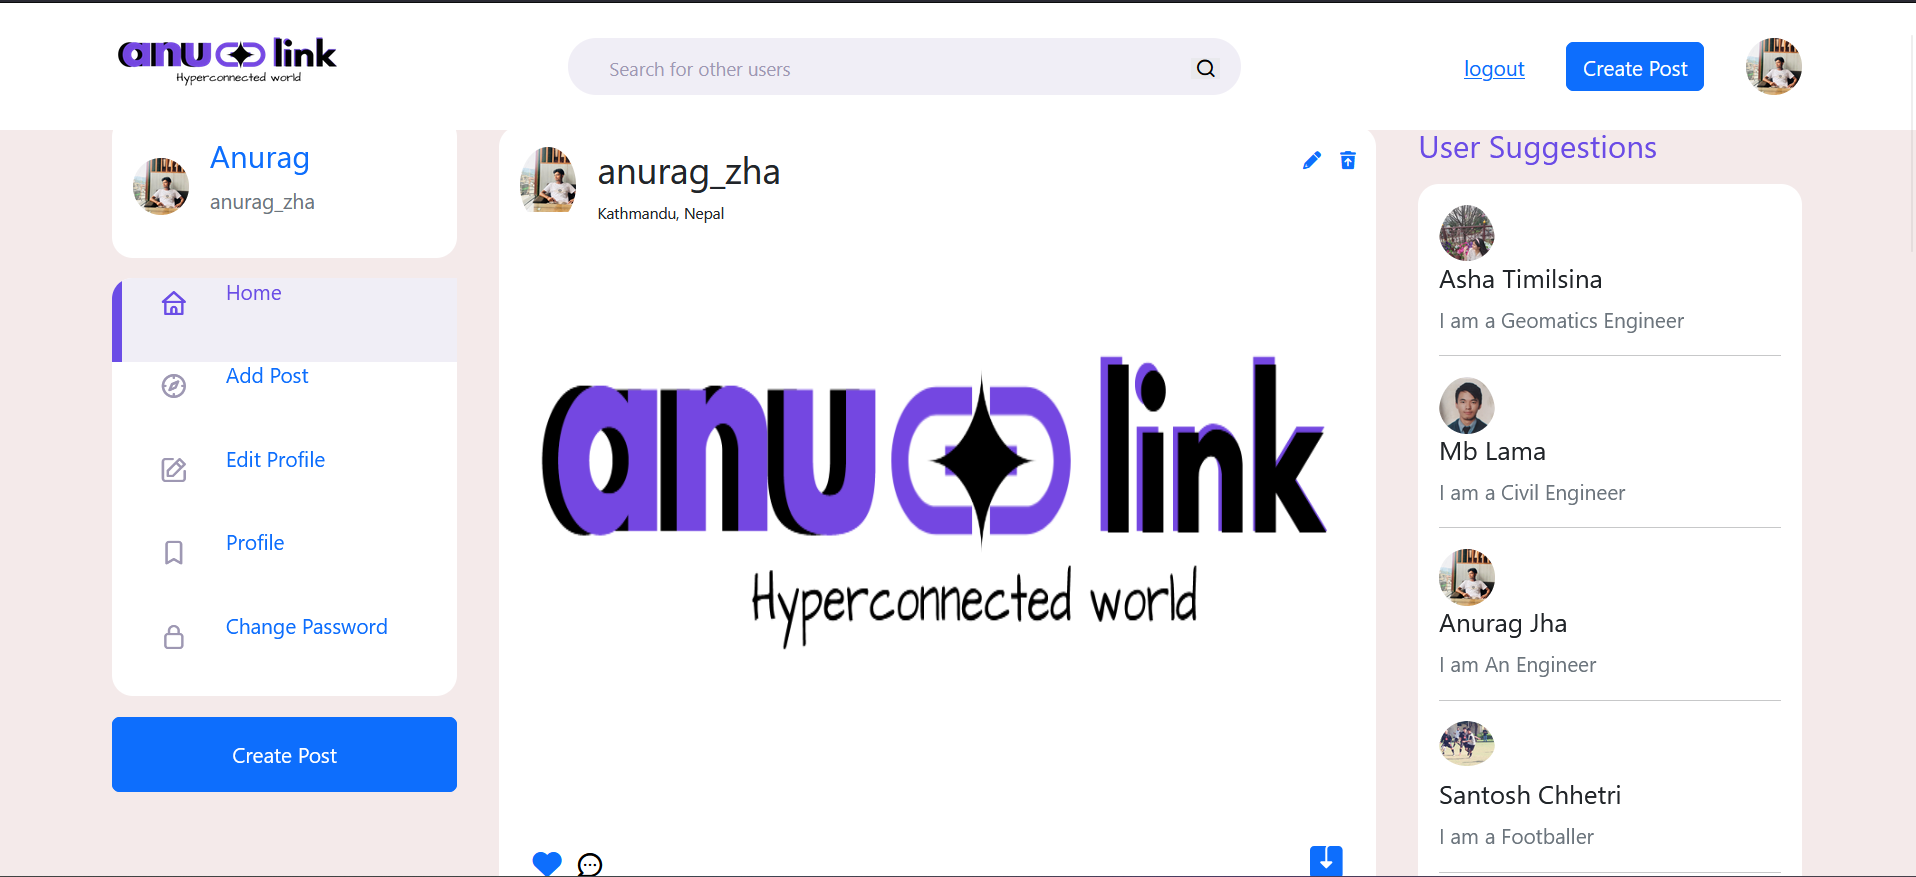 anu link
Hyperconnected world
Search for other users
logout
Create Post
Anurag
anurag_zha
Home
Add Post
Edit Profile
Profile
Change Password
Create Post
anurag_zha
Kathmandu, Nepal
anu link
Hyperconnected world
User Suggestions
Asha Timilsina
I am a Geomatics Engineer
Mb Lama
I am a Civil Engineer
Anurag Jha
I am An Engineer
Santosh Chhetri
I am a Footballer